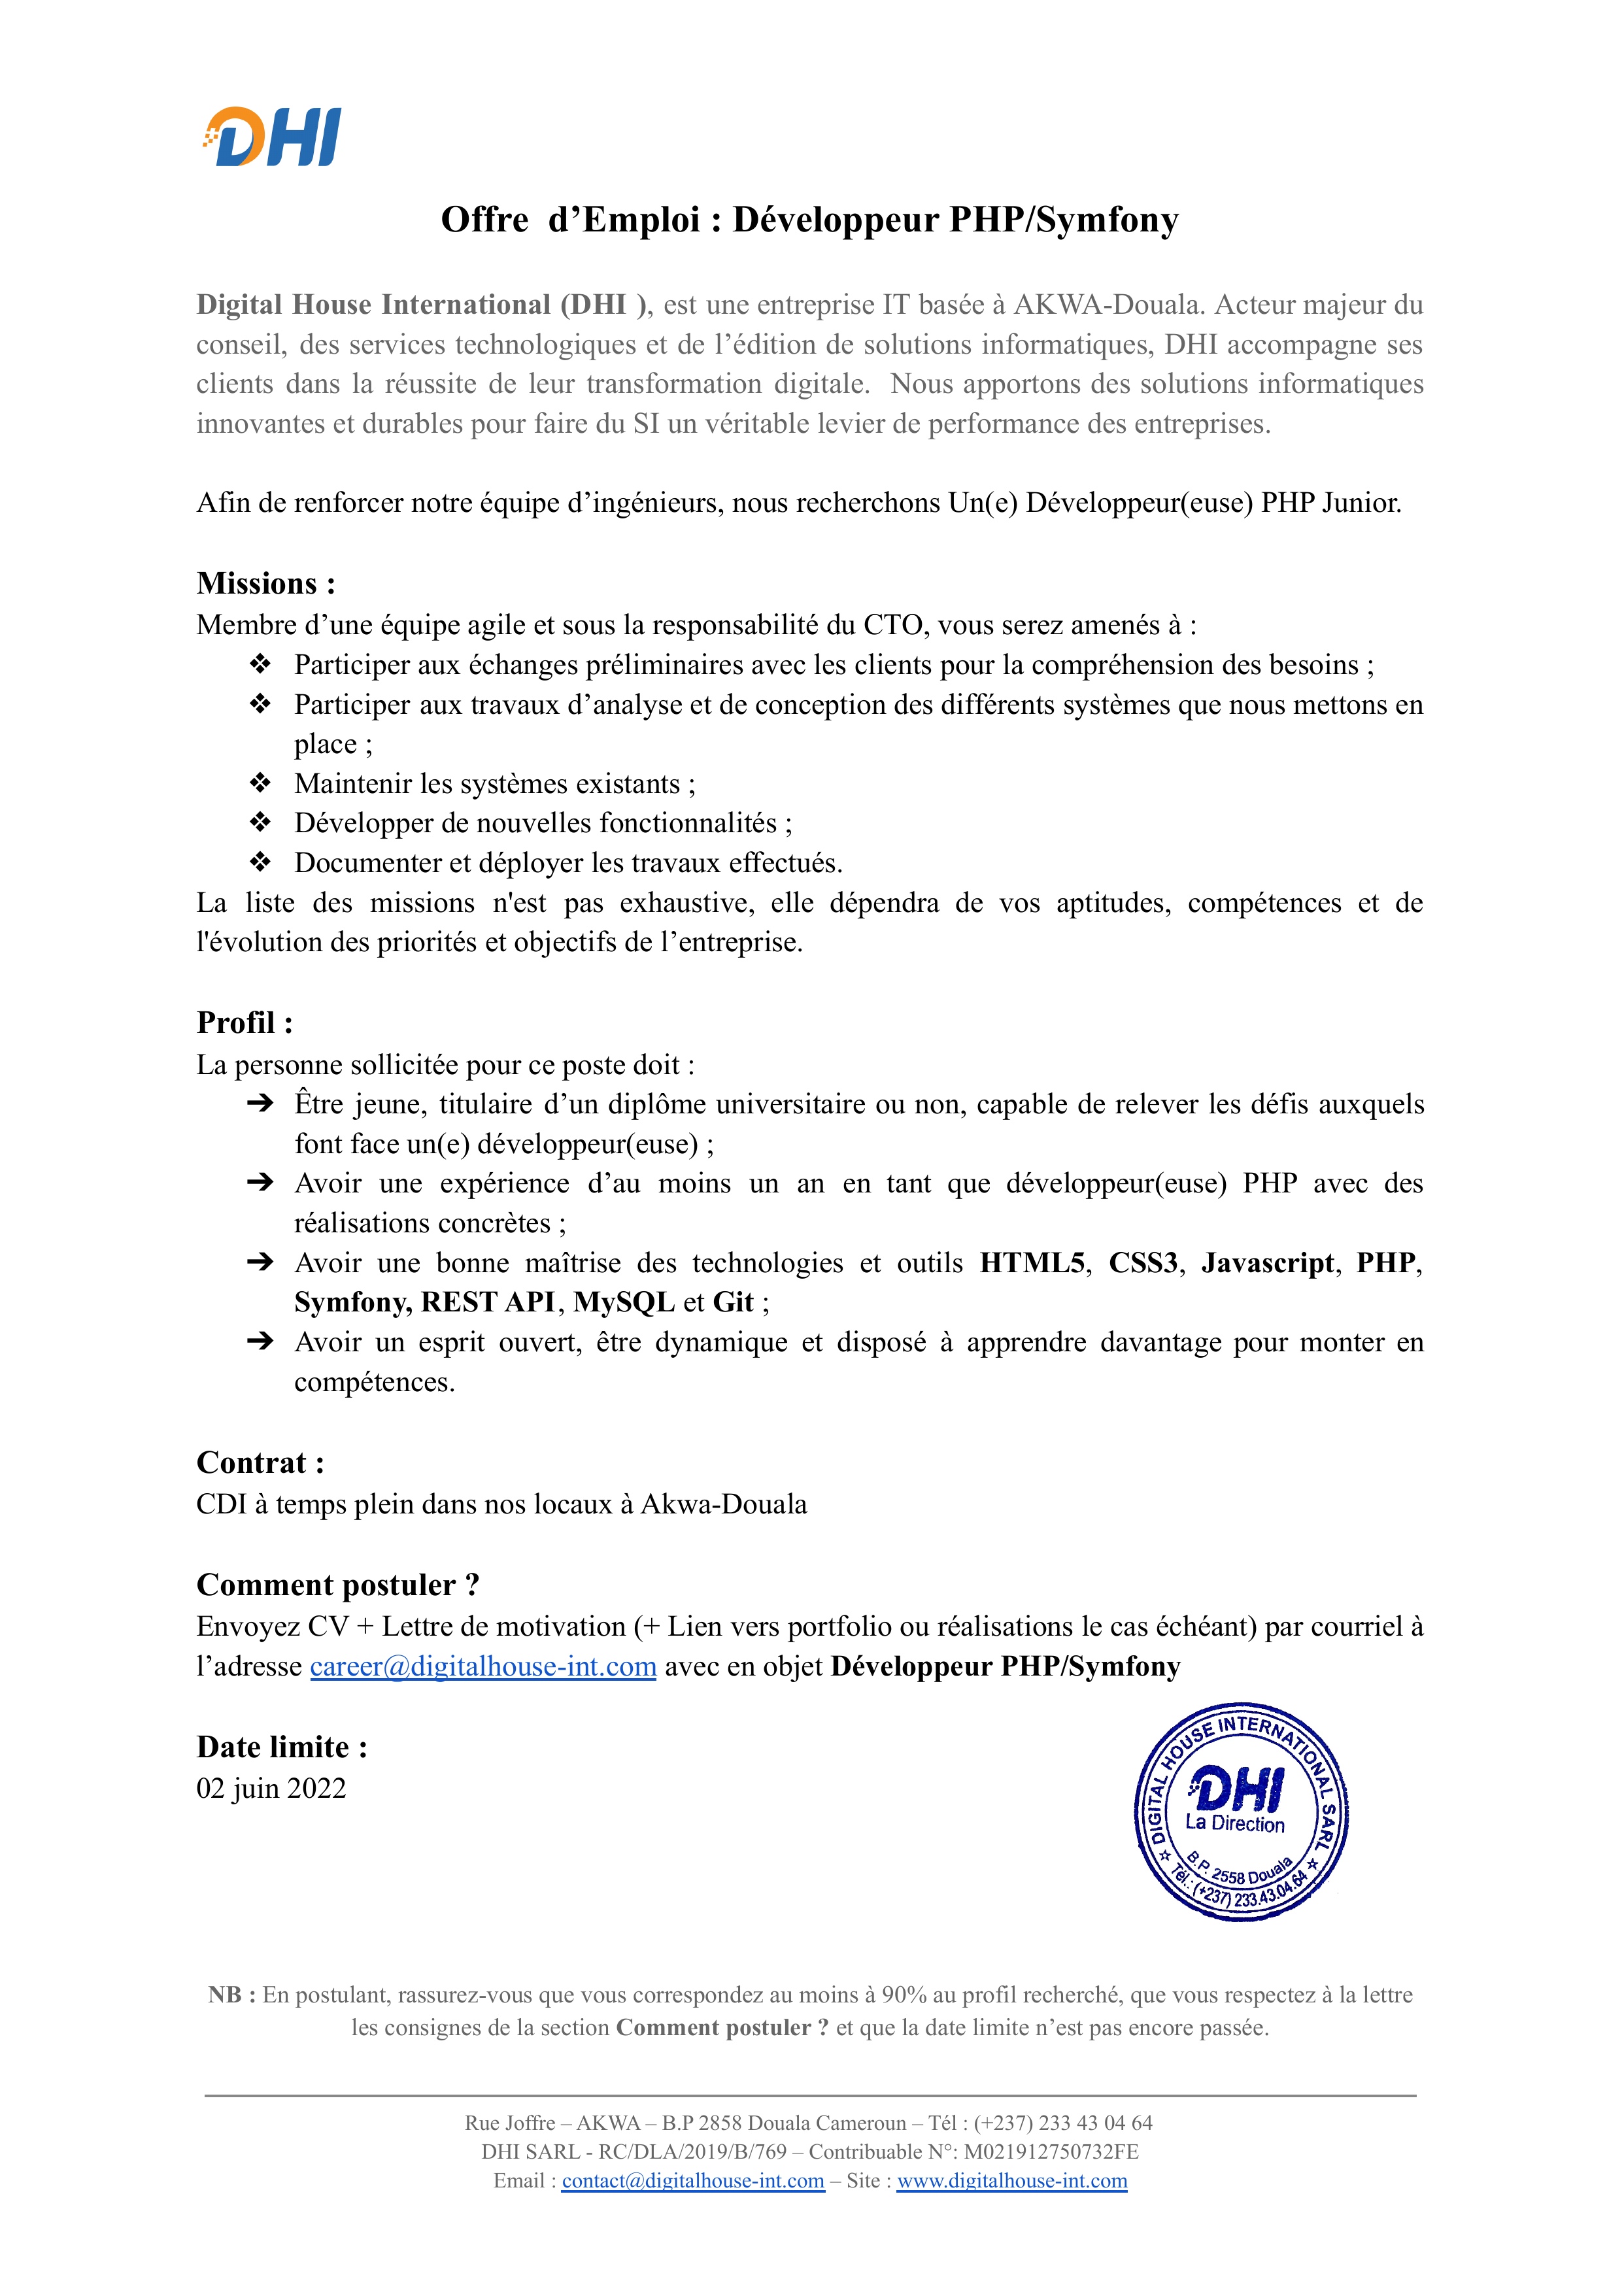 DHI
Offre  d’Emploi : Développeur PHP/Symfony
Digital House International (DHI ), est une entreprise IT basée à AKWA-Douala. Acteur majeur du
conseil, des services technologiques et de l’édition de solutions informatiques, DHI accompagne ses
clients dans la réussite de leur transformation digitale.  Nous apportons des solutions informatiques
innovantes et durables pour faire du SI un véritable levier de performance des entreprises.
Afin de renforcer notre équipe d’ingénieurs, nous recherchons Un(e) Développeur(euse) PHP Junior.
Missions :
Membre d’une équipe agile et sous la responsabilité du CTO, vous serez amenés à :
❖ Participer aux échanges préliminaires avec les clients pour la compréhension des besoins ;
❖ Participer aux travaux d’analyse et de conception des différents systèmes que nous mettons en
place ;
❖ Maintenir les systèmes existants ;
❖ Développer de nouvelles fonctionnalités ;
❖ Documenter et déployer les travaux effectués.
La liste des missions n'est pas exhaustive, elle dépendra de vos aptitudes, compétences et de
l'évolution des priorités et objectifs de l’entreprise.
Profil :
La personne sollicitée pour ce poste doit :
➔ Être jeune, titulaire d’un diplôme universitaire ou non, capable de relever les défis auxquels
font face un(e) développeur(euse) ;
➔ Avoir une expérience d’au moins un an en tant que développeur(euse) PHP avec des
réalisations concrètes ;
➔ Avoir une bonne maîtrise des technologies et outils HTML5, CSS3, Javascript, PHP,
Symfony, REST API, MySQL et Git ;
➔ Avoir un esprit ouvert, être dynamique et disposé à apprendre davantage pour monter en
compétences.
Contrat :
CDI à temps plein dans nos locaux à Akwa-Douala
Comment postuler ?
Envoyez CV + Lettre de motivation (+ Lien vers portfolio ou réalisations le cas échéant) par courriel à
l’adresse career@digitalhouse-int.com avec en objet Développeur PHP/Symfony
Date limite :
02 juin 2022
DIGITAL HOUSE INTERNATIONAL SARL
DHI
La Direction
B.P. 2558 Douala
Tél.: (+237) 233.43.04.64
NB : En postulant, rassurez-vous que vous correspondez au moins à 90% au profil recherché, que vous respectez à la lettre
les consignes de la section Comment postuler ? et que la date limite n’est pas encore passée.
Rue Joffre – AKWA – B.P 2858 Douala Cameroun – Tél : (+237) 233 43 04 64
DHI SARL - RC/DLA/2019/B/769 – Contribuable N°: M021912750732FE
Email : contact@digitalhouse-int.com – Site : www.digitalhouse-int.com